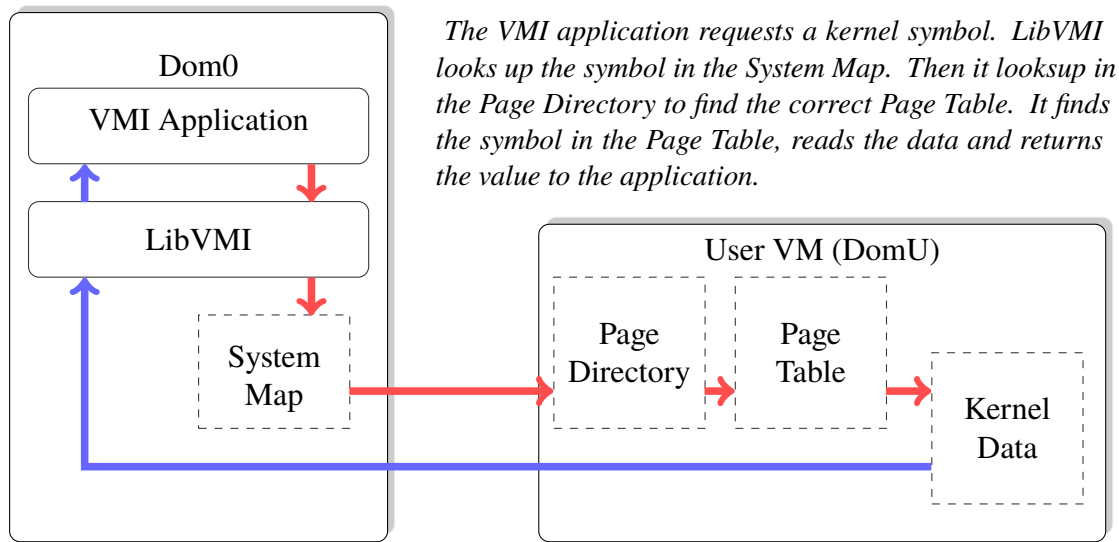 The VMI application requests a kernel symbol. LibVMI
looks up the symbol in the System Map. Then it looksup in
the Page Directory to find the correct Page Table. It finds
the symbol in the Page Table, reads the data and returns
the value to the application.
Dom0
VMI Application
LibVMI
System
Map
User VM (DomU)
Page
Directory
Page
Table
Kernel
Data